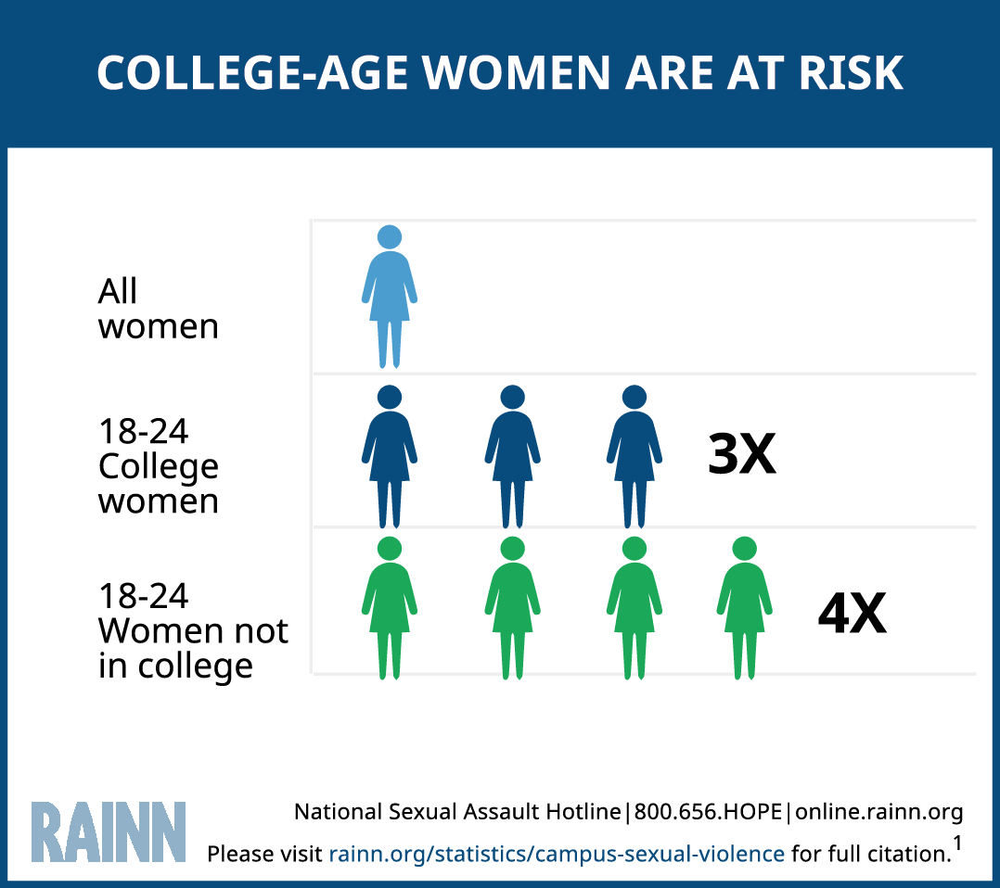 COLLEGE-AGE WOMEN ARE AT RISK
All
women
18-24
College
women
3X
18-24
Women not
in college
4X
RAINN
National Sexual Assault Hotline|800.656.HOPE|online.rainn.org
Please visit rainn.org/statistics/campus-sexual-violence for full citation.1